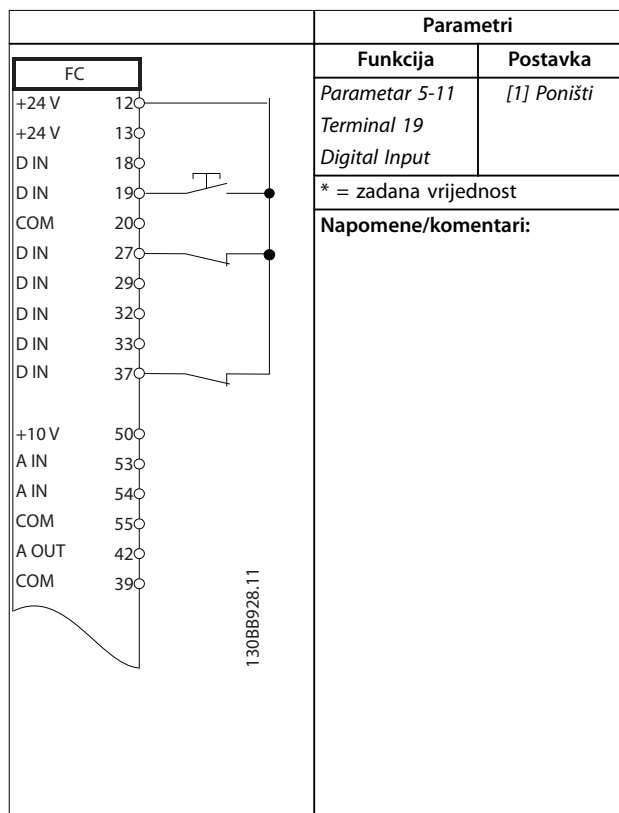 FC
+24 V 12
+24 V 13
D IN 18
D IN 19
COM 20
D IN 27
D IN 29
D IN 32
D IN 33
D IN 37
+10 V 50
A IN 53
A IN 54
COM 55
A OUT 42
COM 39
130BB928.11
Parametri
Funkcija Postavka
Parametar 5-11 [1] Poništi
Terminal 19
Digital Input
* = zadana vrijednost
Napomene/komentari: